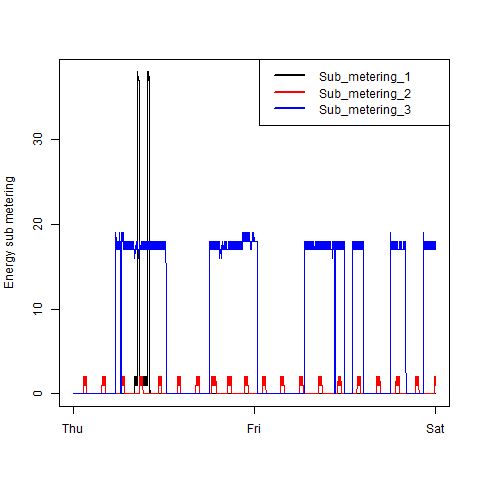 Sub_metering_1
Sub_metering_2
Sub_metering_3
Energy sub metering
30
20
10
0
Thu
Fri
Sat